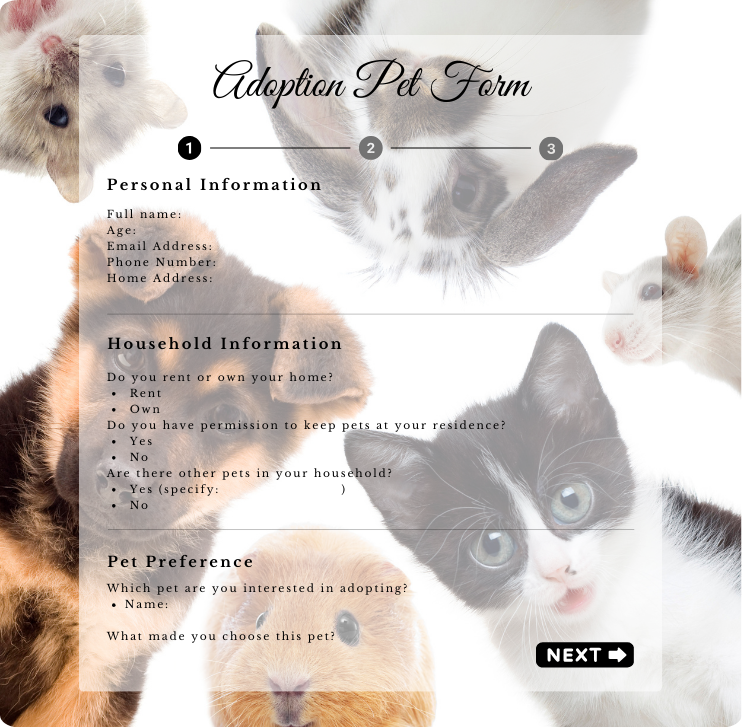 Adoption Pet Form
1 2 3
Personal Information
Full name:
Age:
Email Address:
Phone Number:
Home Address:
Household Information
Do you rent or own your home?
• Rent
• Own
Do you have permission to keep pets at your residence?
• Yes
• No
Are there other pets in your household?
• Yes (specify: )
• No
Pet Preference
Which pet are you interested in adopting?
• Name:
What made you choose this pet?
NEXT